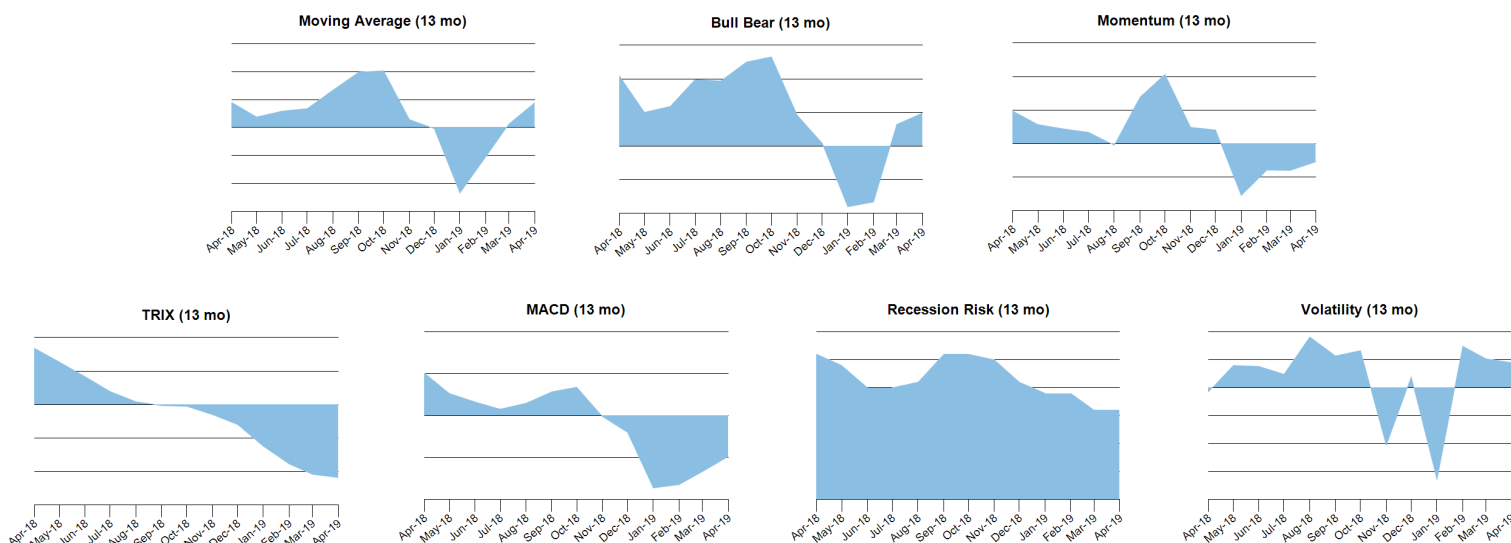 Moving Average (13 mo)
Bull Bear (13 mo)
Momentum (13 mo)
Apr-18 May-18 Jun-18 Jul-18 Aug-18 Sep-18 Oct-18 Nov-18 Dec-18 Jan-19 Feb-19 Mar-19 Apr-19
Apr-18 May-18 Jun-18 Jul-18 Aug-18 Sep-18 Oct-18 Nov-18 Dec-18 Jan-19 Feb-19 Mar-19 Apr-19
Apr-18 May-18 Jun-18 Jul-18 Aug-18 Sep-18 Oct-18 Nov-18 Dec-18 Jan-19 Feb-19 Mar-19 Apr-19
TRIX (13 mo)
MACD (13 mo)
Recession Risk (13 mo)
Volatility (13 mo)
Apr-18 May-18 Jun-18 Jul-18 Aug-18 Sep-18 Oct-18 Nov-18 Dec-18 Jan-19 Feb-19 Mar-19 Apr-19
Apr-18 May-18 Jun-18 Jul-18 Aug-18 Sep-18 Oct-18 Nov-18 Dec-18 Jan-19 Feb-19 Mar-19 Apr-19
Apr-18 May-18 Jun-18 Jul-18 Aug-18 Sep-18 Oct-18 Nov-18 Dec-18 Jan-19 Feb-19 Mar-19 Apr-19
Apr-18 May-18 Jun-18 Jul-18 Aug-18 Sep-18 Oct-18 Nov-18 Dec-18 Jan-19 Feb-19 Mar-19 Apr-19